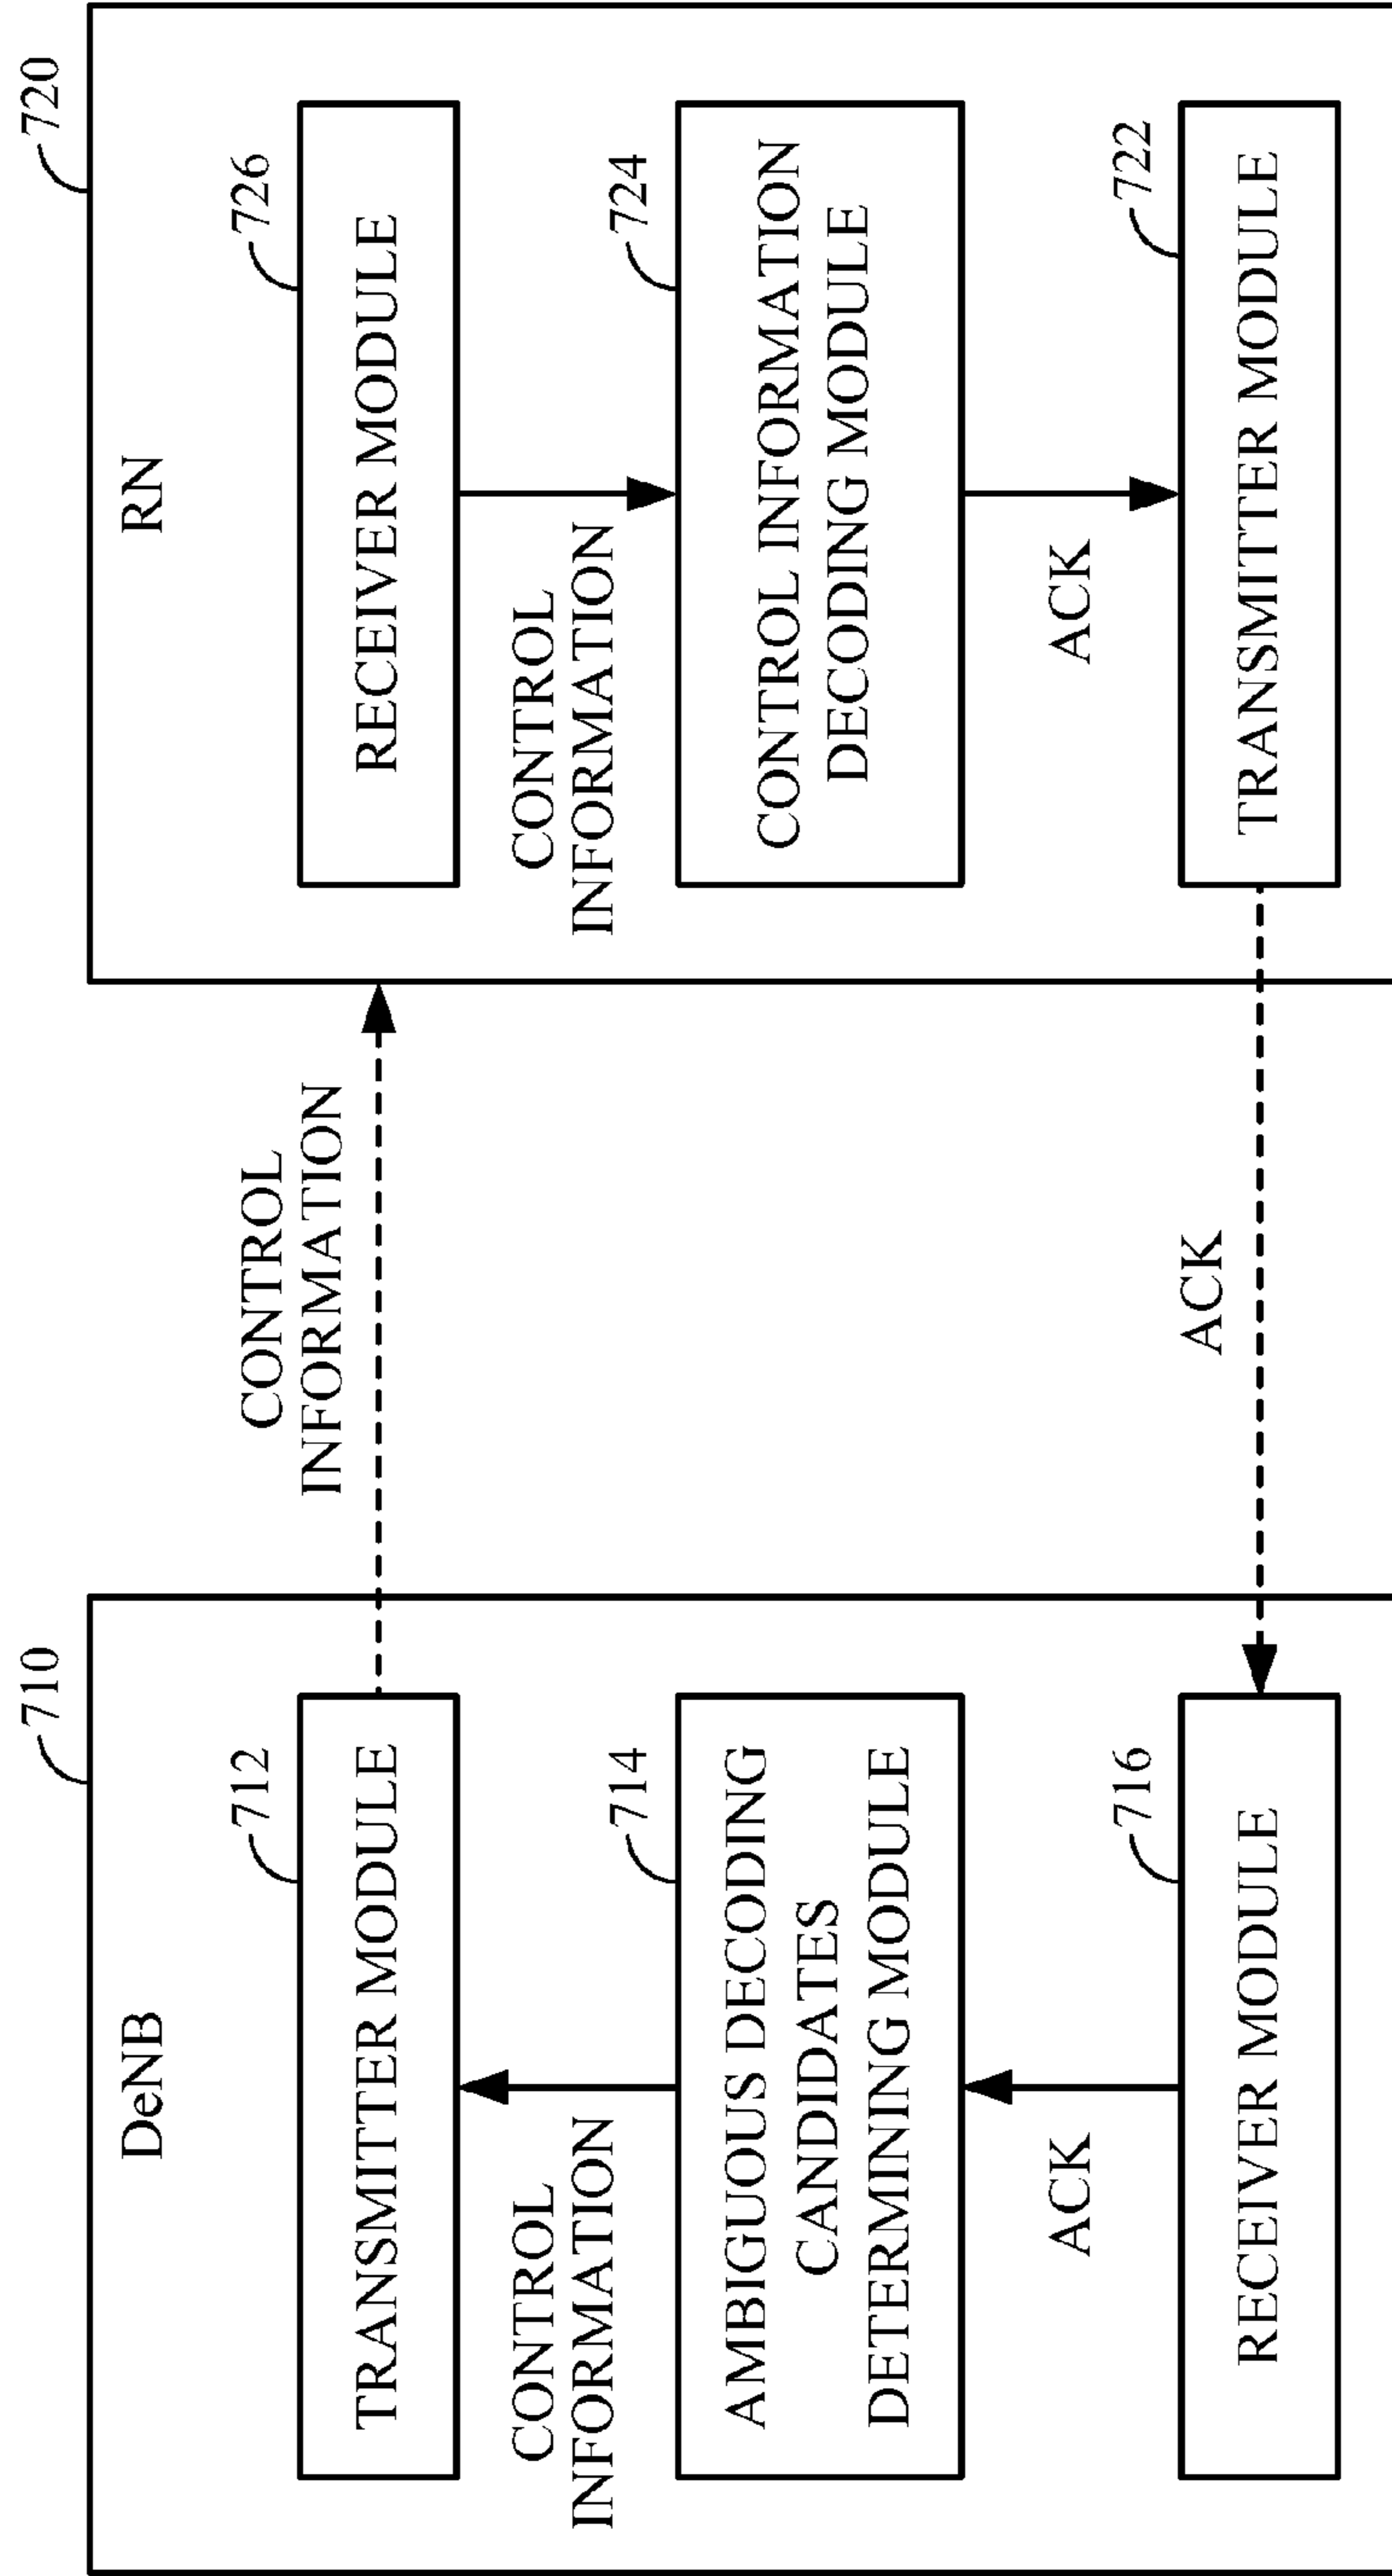 710
DeNB
712
TRANSMITTER MODULE
CONTROL
INFORMATION
714
AMBIGUOUS DECODING
CANDIDATES
DETERMINING MODULE
ACK
716
RECEIVER MODULE
CONTROL
INFORMATION
ACK
720
RN
726
RECEIVER MODULE
CONTROL
INFORMATION
724
CONTROL INFORMATION
DECODING MODULE
ACK
722
TRANSMITTER MODULE